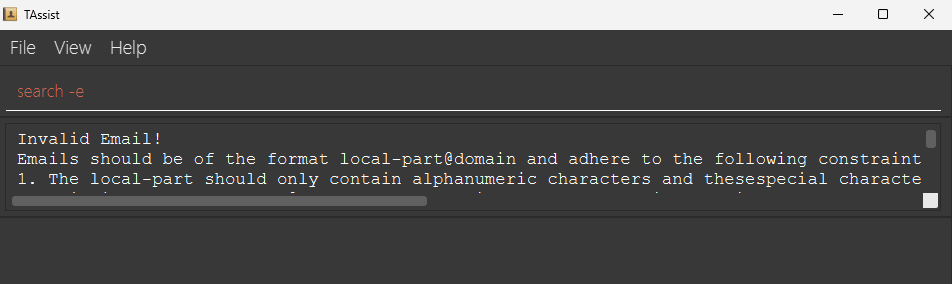 TAssist
File View Help
search -e
Invalid Email!
Emails should be of the format local-part@domain and adhere to the following constraint
1. The local-part should only contain alphanumeric characters and thesespecial characte